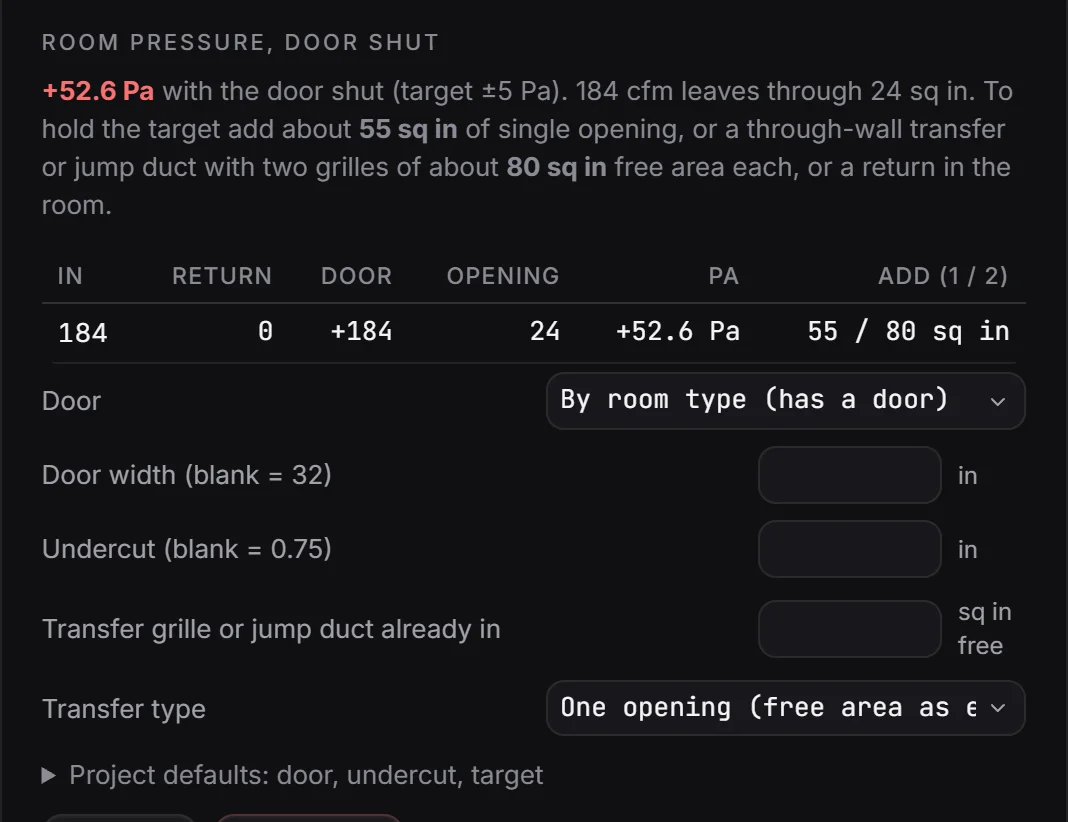 ROOM PRESSURE, DOOR SHUT
+52.6 Pa with the door shut (target ±5 Pa). 184 cfm leaves through 24 sq in. To
hold the target add about 55 sq in of single opening, or a through-wall transfer
or jump duct with two grilles of about 80 sq in free area each, or a return in the
room.
IN RETURN DOOR OPENING PA ADD (1 / 2)
184 0 +184 24 +52.6 Pa 55 / 80 sq in
Door By room type (has a door)
Door width (blank = 32) in
Undercut (blank = 0.75) in
Transfer grille or jump duct already in sq in
free
Transfer type One opening (free area as
Project defaults: door, undercut, target